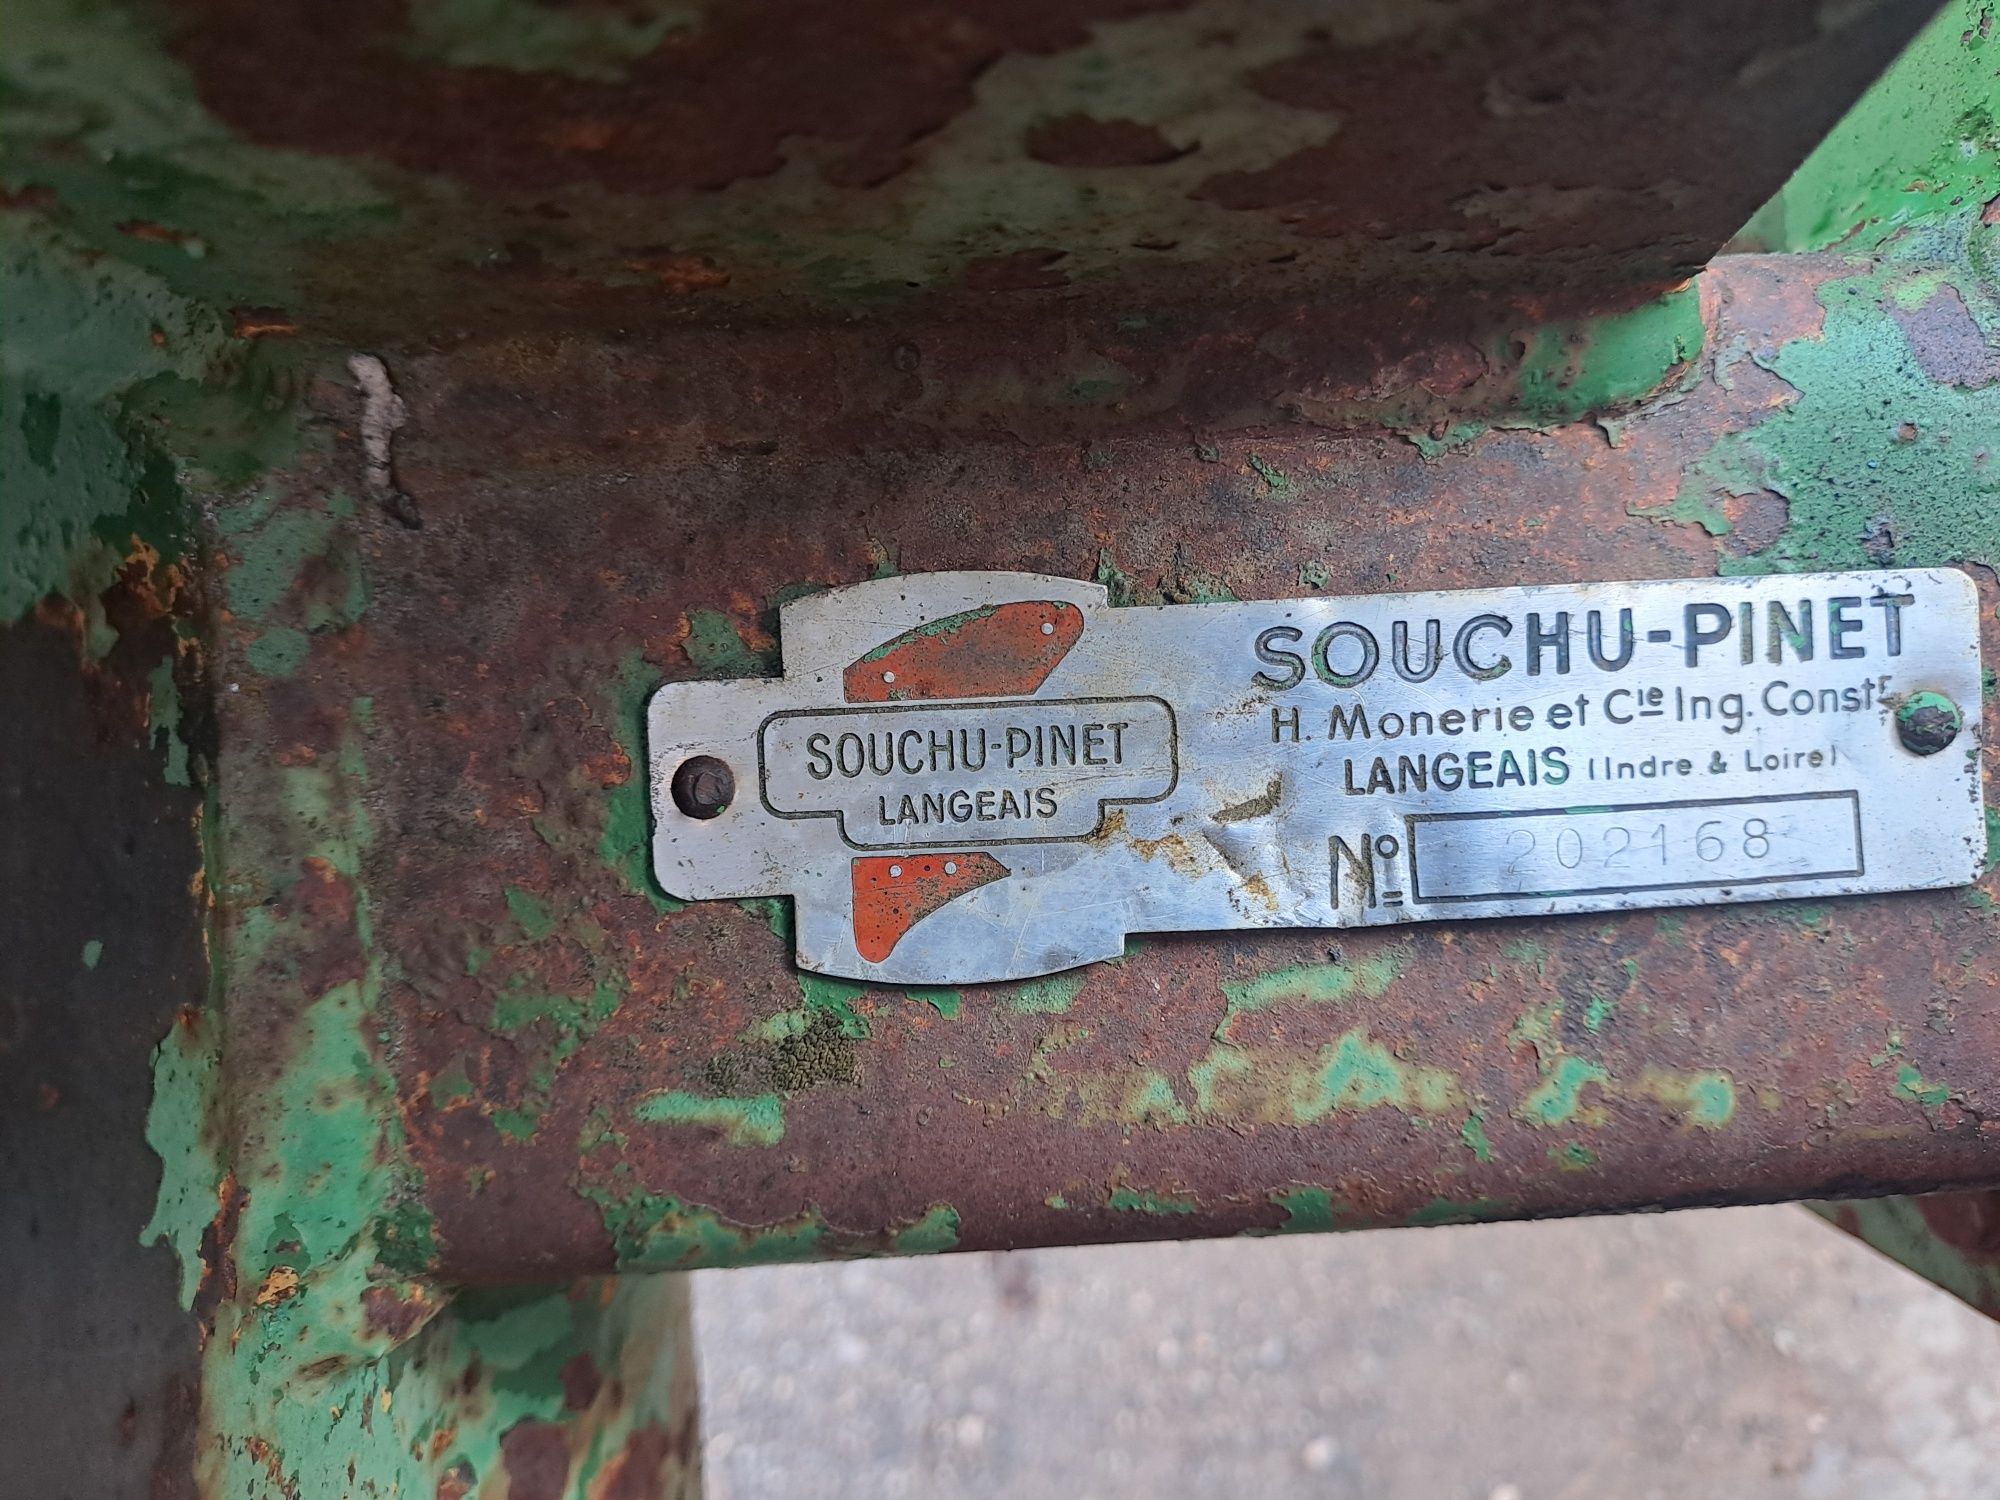 SOUCHU-PINET
LANGEAIS
SOUCHU-PINET
H. Monerie et Cie Ing. Constr
LANGEAIS (Indre & Loire)
No 202168